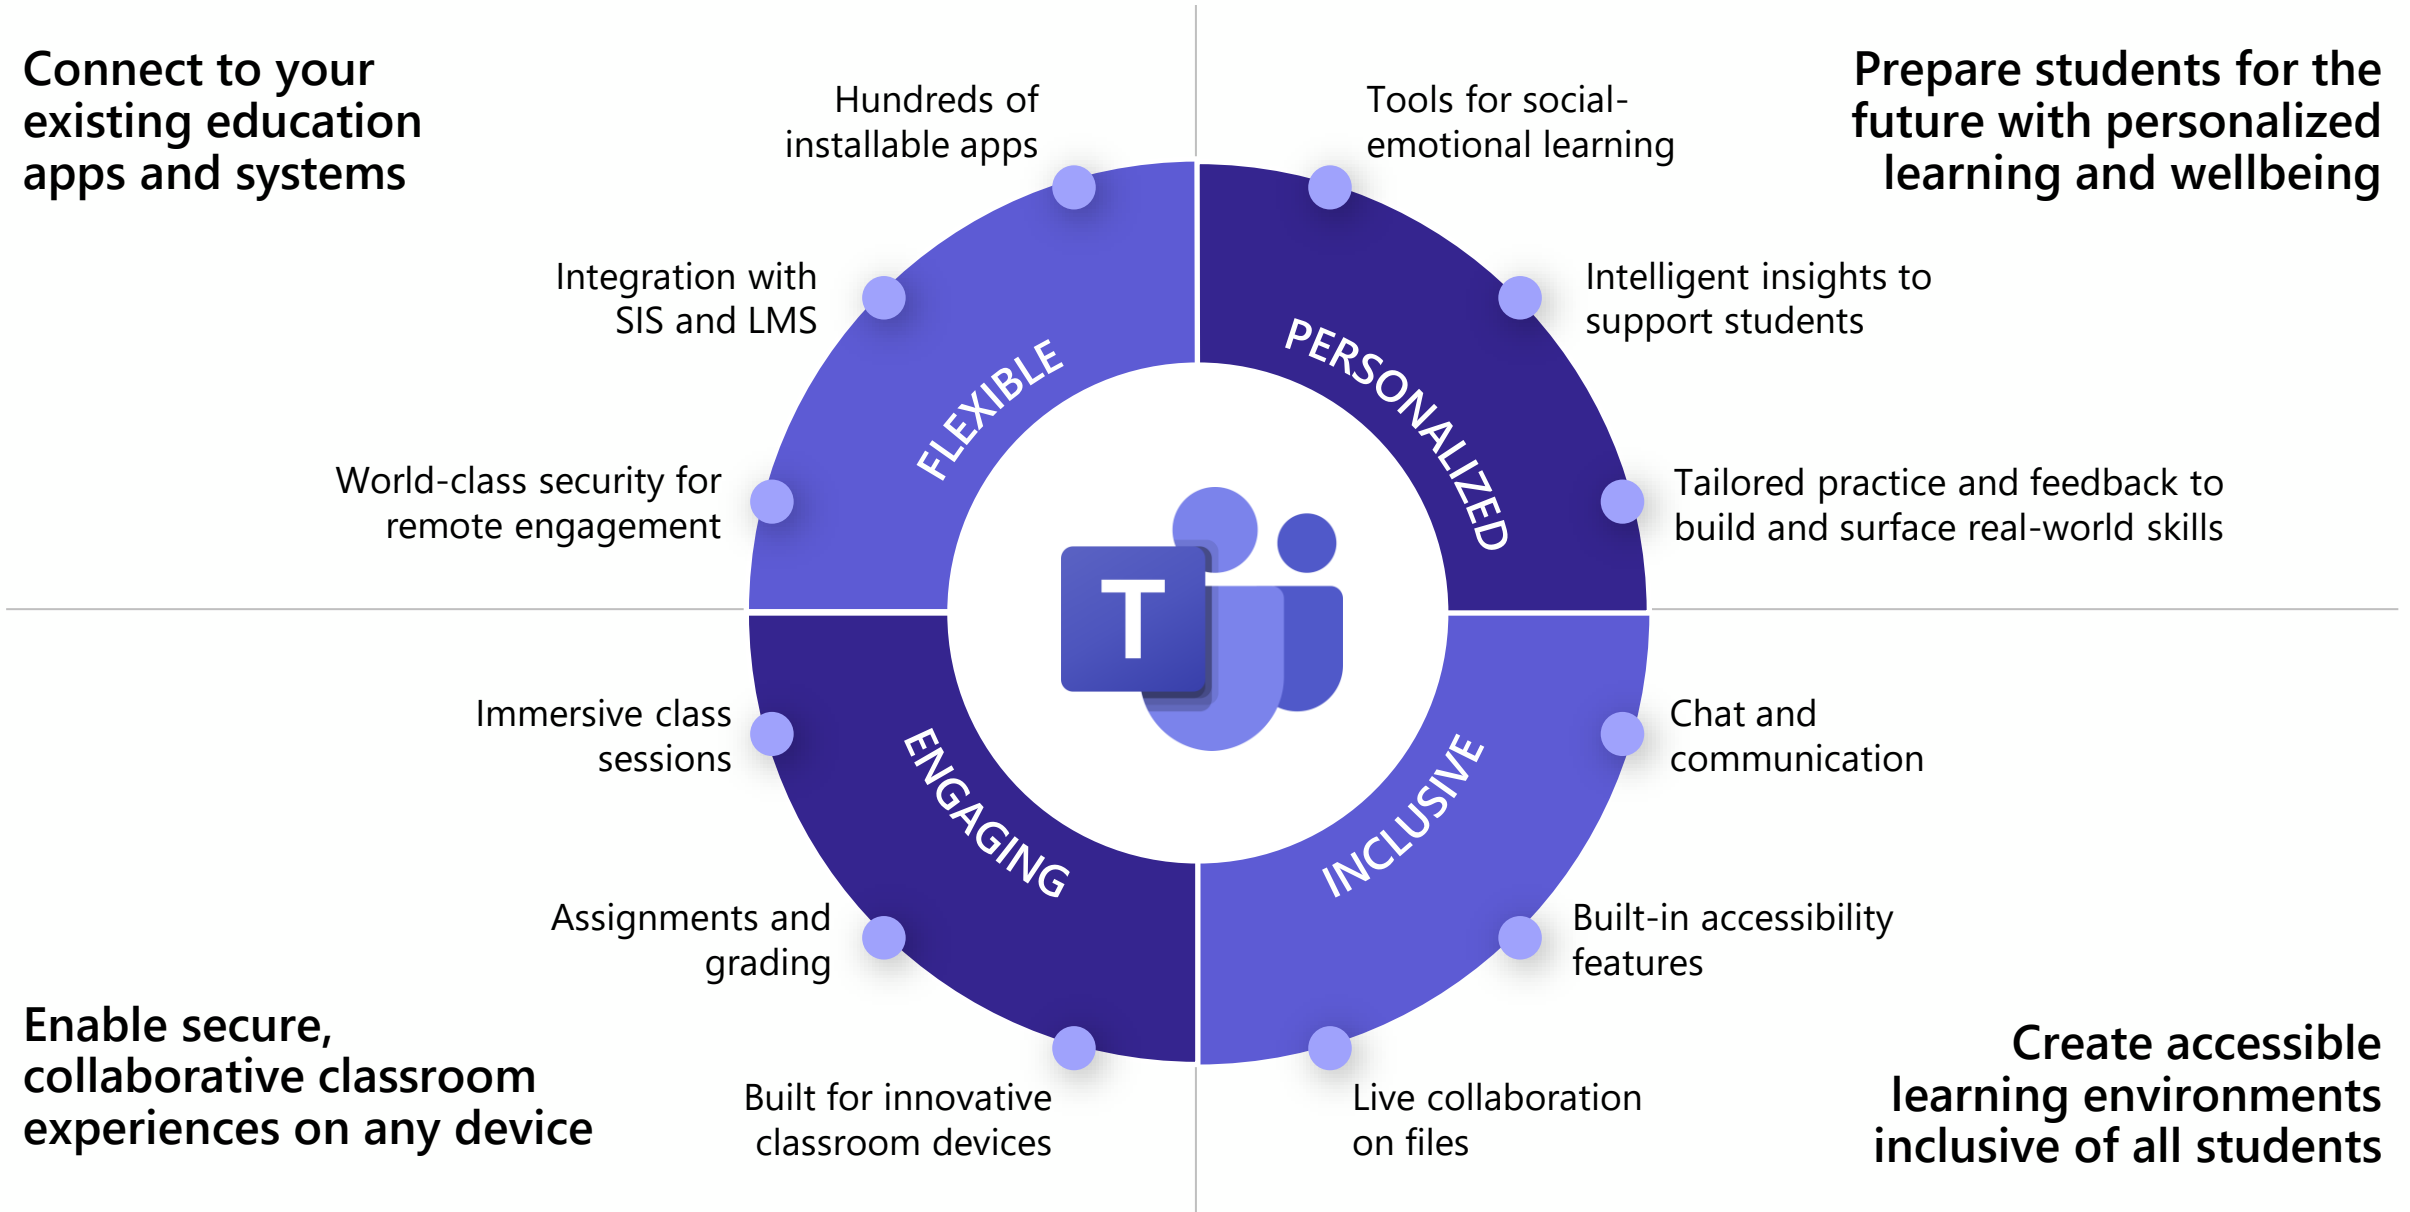 Connect to your
existing education
apps and systems
Hundreds of
installable apps
Integration with
SIS and LMS
World-class security for
remote engagement
FLEXIBLE
Prepare students for the
future with personalized
learning and wellbeing
Tools for social-
emotional learning
Intelligent insights to
support students
Tailored practice and feedback to
build and surface real-world skills
PERSONALIZED
T
Immersive class
sessions
Assignments and
grading
Built for innovative
classroom devices
ENGAGING
Enable secure,
collaborative classroom
experiences on any device
Chat and
communication
Built-in accessibility
features
Live collaboration
on files
INCLUSIVE
Create accessible
learning environments
inclusive of all students